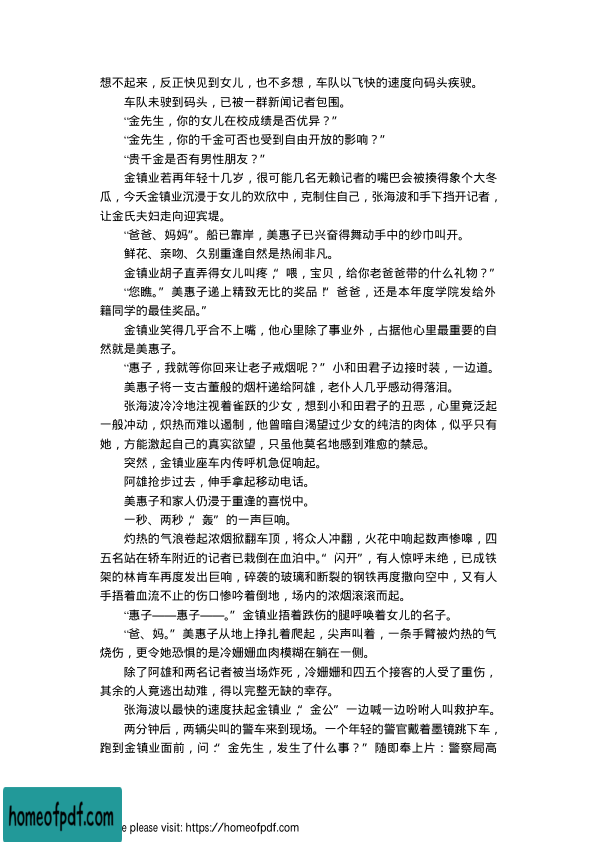 想不起来，反正快见到女儿，也不多想，车队以飞快的速度向码头疾驶。
车队未驶到码头，已被一群新闻记者包围。
“金先生，你的女儿在校成绩是否优异？”
“金先生，你的千金可否也受到自由开放的影响？”
“贵千金是否有男性朋友？”
金镇业若再年轻十几岁，很可能几名无赖记者的嘴巴会被揍得象个大冬
瓜，今天金镇业沉浸于女儿的欢欣中，克制住自己，张海波和手下挡开记者，
让金氏夫妇走向迎宾堤。
“爸爸、妈妈”。船已靠岸，美惠子已兴奋得舞动手中的纱巾叫开。
鲜花、亲吻、久别重逢自然是热闹非凡。
金镇业胡子直弄得女儿叫疼，“喂，宝贝，给你老爸爸带的什么礼物？”
“您瞧。”美惠子递上精致无比的奖品！“爸爸，还是本年度学院发给外
籍同学的最佳奖品。”
金镇业笑得几乎合不上嘴，他心里除了事业外，占据他心里最重要的自
然就是美惠子。
“惠子，我就等你回来让老子戒烟呢？”小和田君子边接时装，一边道。
美惠子将一支古董般的烟杆递给阿雄，老仆人几乎感动得落泪。
张海波冷冷地注视着雀跃的少女，想到小和田君子的丑恶，心里竟泛起
一般冲动，炽热而难以遏制，他曾暗自渴望过少女的纯洁的肉体，似乎只有
她，方能激起自己的真实欲望，只虽他莫名地感到难愈的禁忌。
突然，金镇业座车内传呼机急促响起。
阿雄抢步过去，伸手拿起移动电话。
美惠子和家人仍浸于重逢的喜悦中。
一秒、两秒，“轰”的一声巨响。
灼热的气浪卷起浓烟掀翻车顶，将众人冲翻，火花中响起数声惨嗥，四
五名站在轿车附近的记者已栽倒在血泊中。“闪开”，有人惊呼未绝，已成铁
架的林肯车再度发出巨响，碎袭的玻璃和断裂的钢铁再度撒向空中，又有人
手捂着血流不止的伤口惨吟着倒地，场内的浓烟滚滚而起。
“惠子——惠子——。”金镇业捂着跌伤的腿呼唤着女儿的名子。
“爸、妈。”美惠子从地上挣扎着爬起，尖声叫着，一条手臂被灼热的气
烧伤，更令她恐惧的是冷姗姗血肉模糊在躺在一侧。
除了阿雄和两名记者被当场炸死，冷姗姗和四五个接客的人受了重伤，
其余的人竟逃出劫难，得以完整无缺的幸存。
张海波以最快的速度扶起金镇业，“金公”一边喊一边吩咐人叫救护车。
两分钟后，两辆尖叫的警车来到现场。一个年轻的警官戴着墨镜跳下车，
跑到金镇业面前，问：“金先生，发生了什么事？”随即奉上片：警察局高
homeofpdf.com
e please visit: https://homeofpdf.com